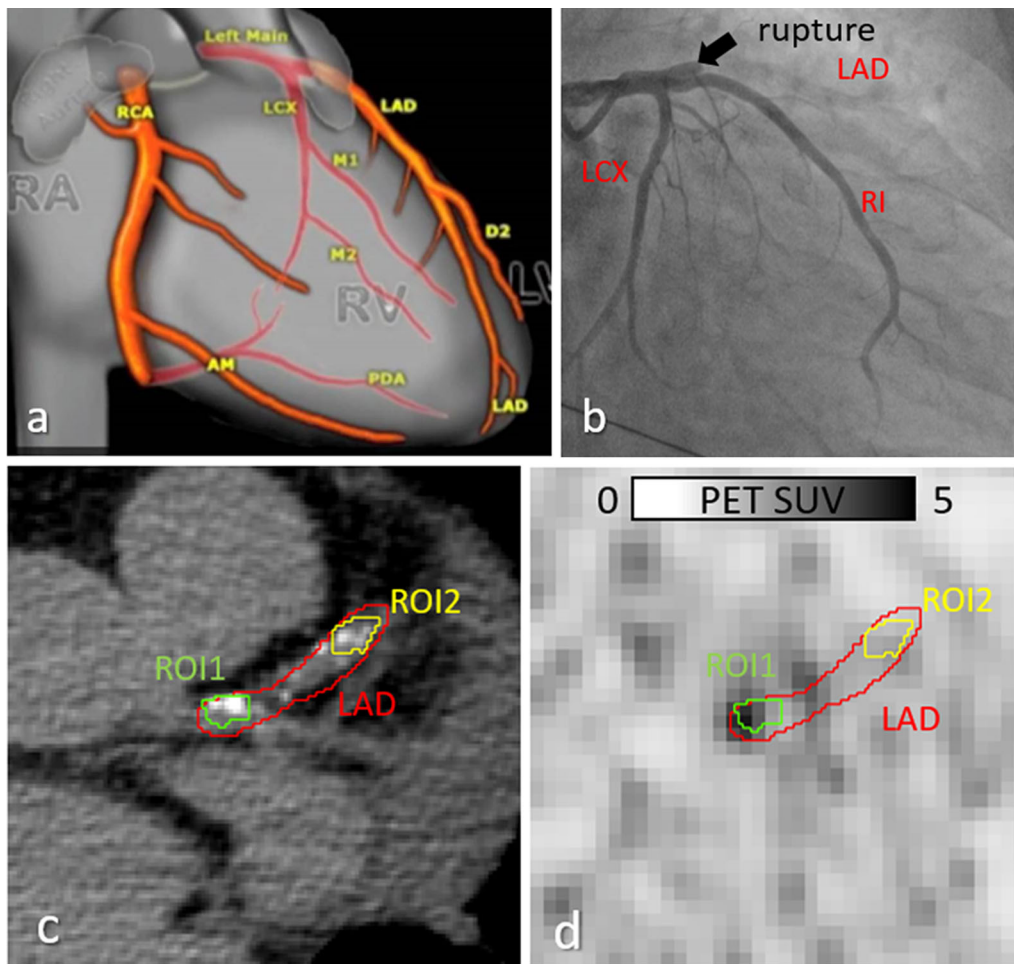 Left Main
LAD
LCX
RCA
M1
RA
D2
M2
RV
AM
PDA
LAD
a
rupture
LAD
LCX
RI
b
ROI2
ROI1
LAD
c
0 PET SUV 5
ROI2
ROI1
LAD
d